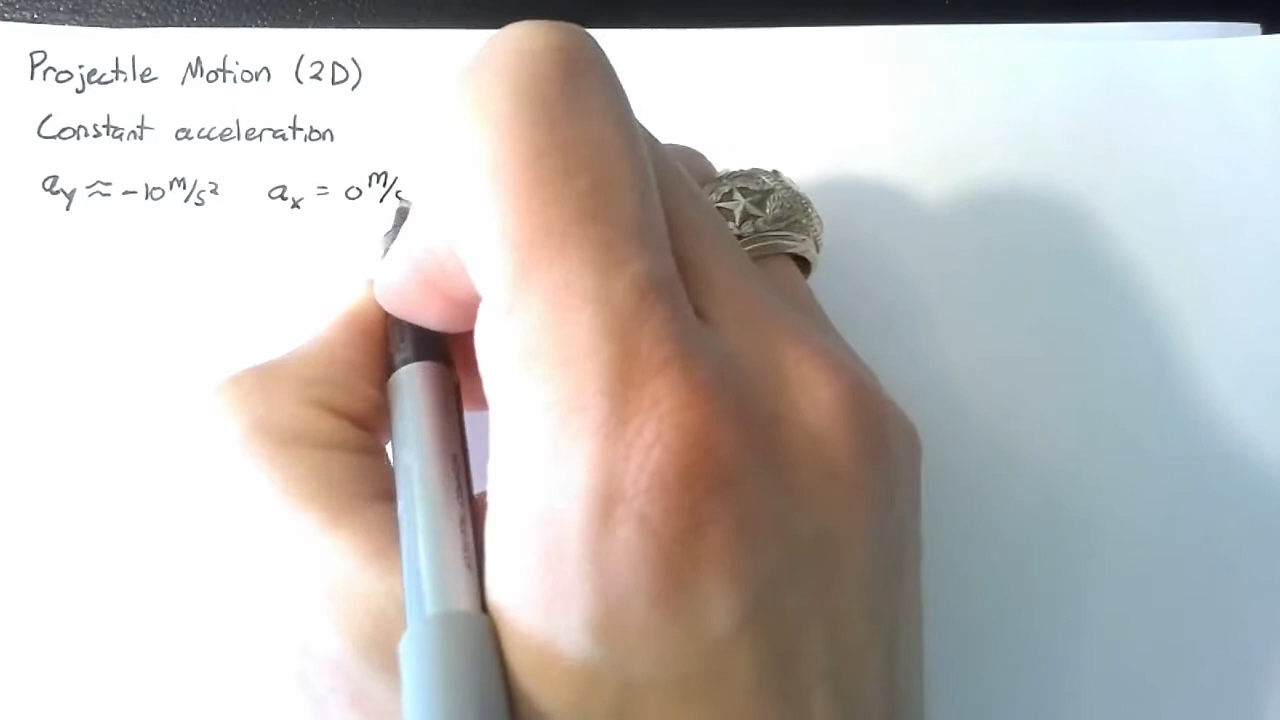 Projectile Motion (2D)
Constant acceleration
ay ≈ -10 m/s² ax = 0 m/s